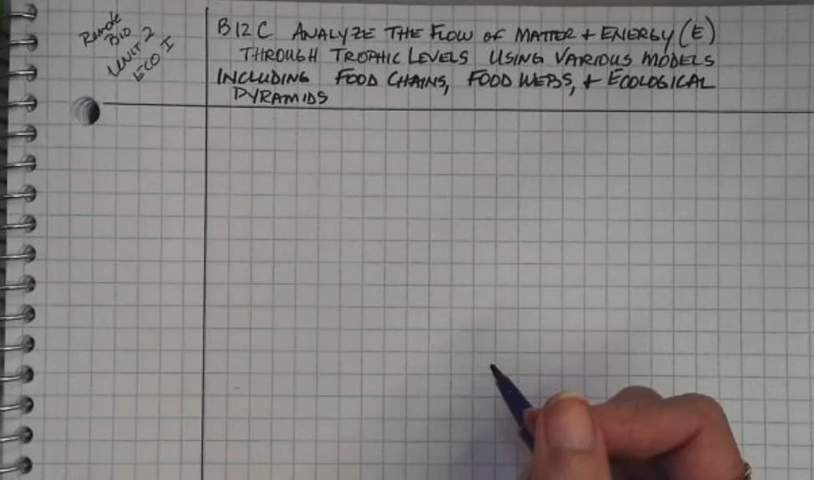 Remote
BIO
UNIT 2
ECO I
B12C ANALYZE THE FLOW OF MATTER + ENERGY (E)
THROUGH TROPHIC LEVELS USING VARIOUS MODELS
INCLUDING FOOD CHAINS, FOOD WEBS, + ECOLOGICAL
PYRAMIDS